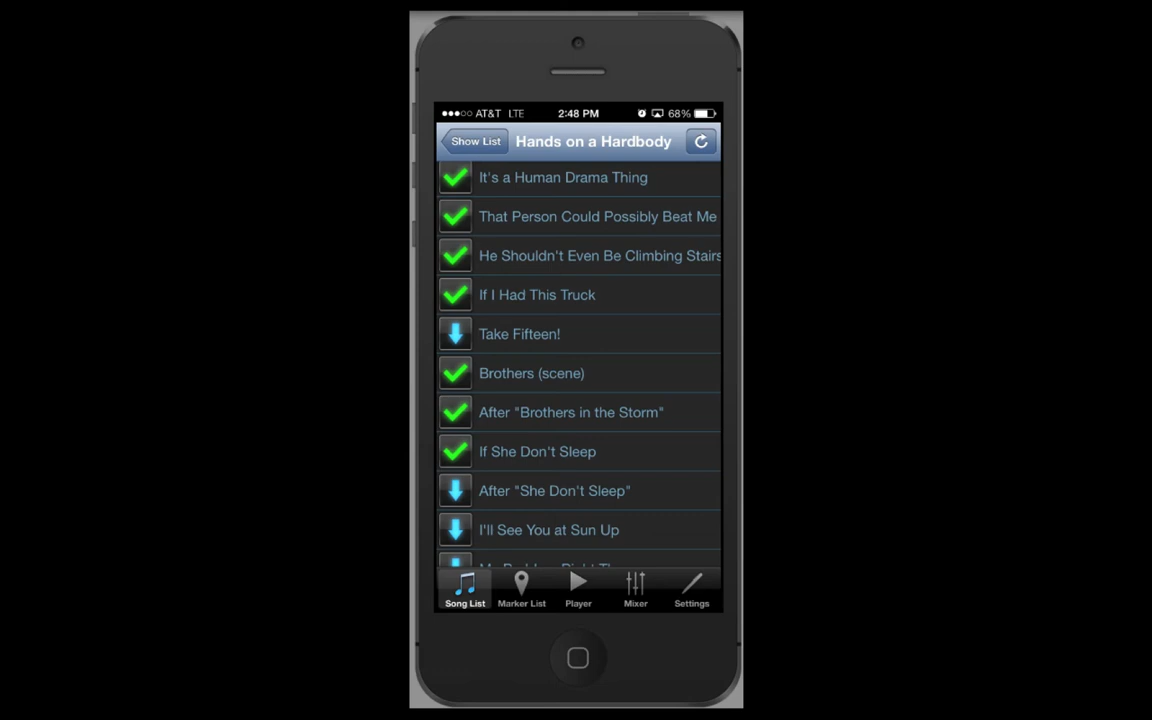 AT&T LTE 2:48 PM 68%
Show List Hands on a Hardbody
It's a Human Drama Thing
That Person Could Possibly Beat Me
He Shouldn't Even Be Climbing Stairs
If I Had This Truck
Take Fifteen!
Brothers (scene)
After "Brothers in the Storm"
If She Don't Sleep
After "She Don't Sleep"
I'll See You at Sun Up
Song List Marker List Player Mixer Settings